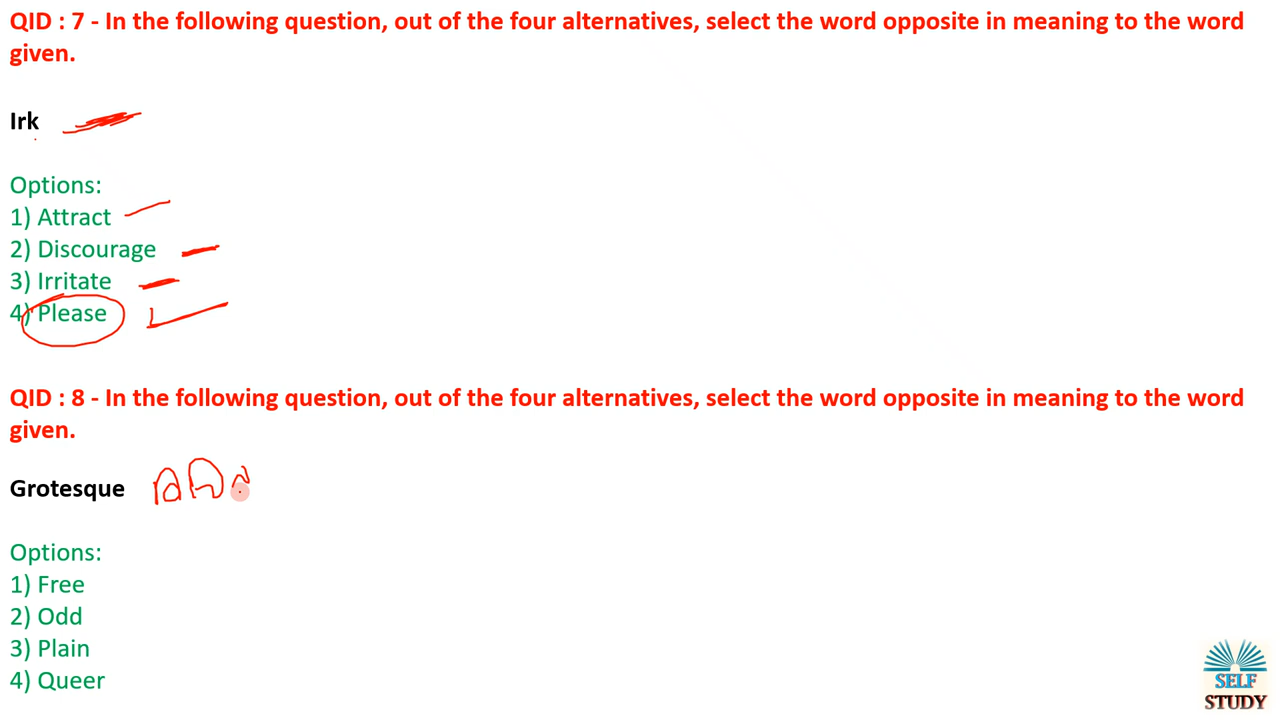 QID : 7 - In the following question, out of the four alternatives, select the word opposite in meaning to the word
given.
Irk
Options:
1) Attract
2) Discourage
3) Irritate
4) Please
QID : 8 - In the following question, out of the four alternatives, select the word opposite in meaning to the word
given.
Grotesque
Options:
1) Free
2) Odd
3) Plain
4) Queer
SELF
STUDY